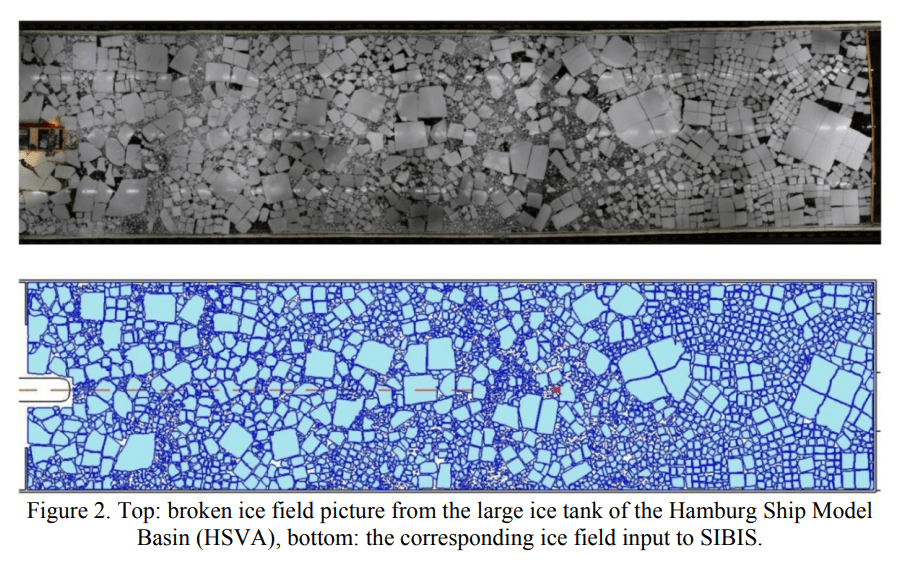 Figure 2. Top: broken ice field picture from the large ice tank of the Hamburg Ship Model
Basin (HSVA), bottom: the corresponding ice field input to SIBIS.